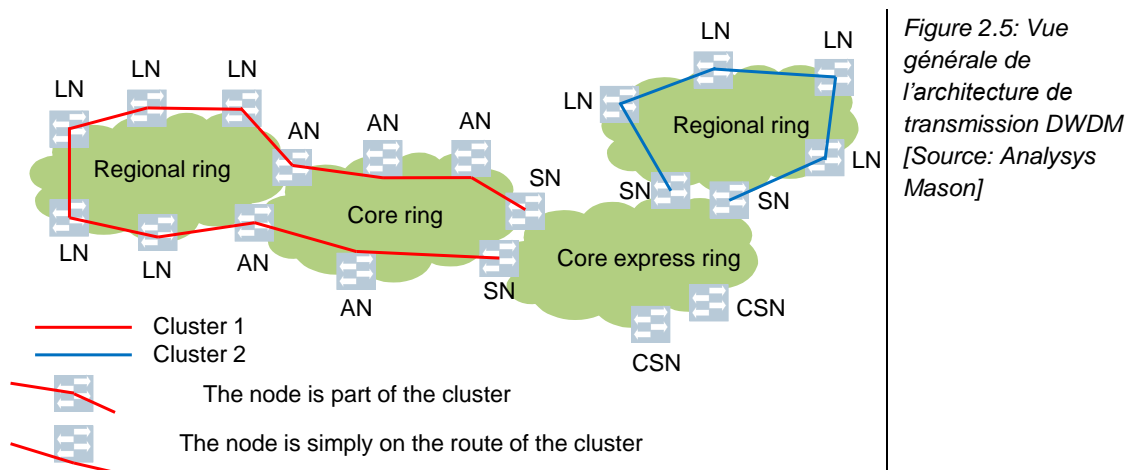 LN
LN
LN
LN
LN
AN
AN
AN
AN
AN
SN
SN
Regional ring
Core ring
LN
LN
LN
LN
SN
SN
Regional ring
Core express ring
CSN
CSN
Cluster 1
Cluster 2
The node is part of the cluster
The node is simply on the route of the cluster
Figure 2.5: Vue
générale de
l’architecture de
transmission DWDM
[Source: Analysys
Mason]